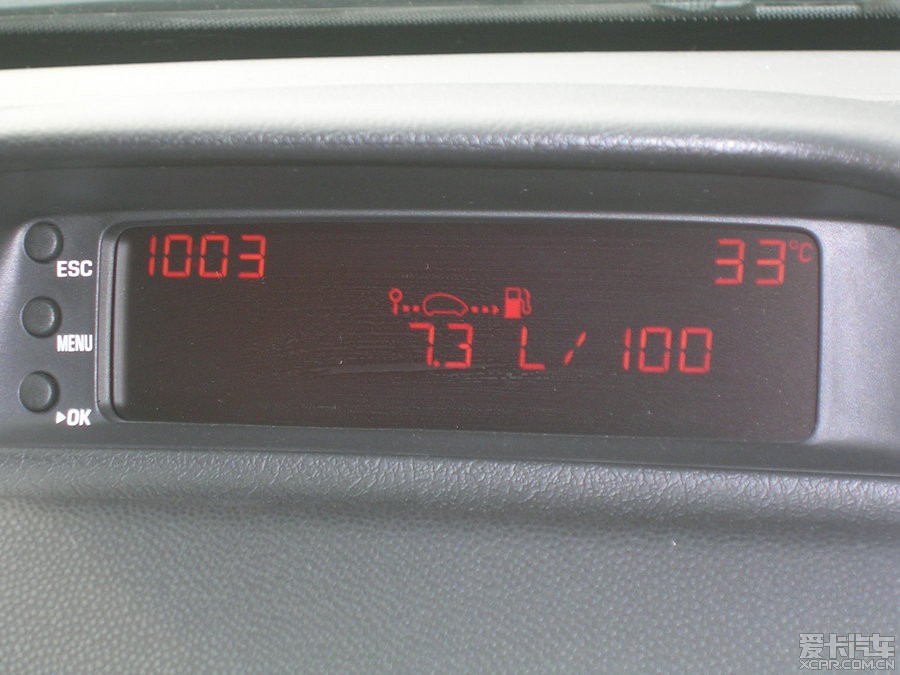 1003
33°C
ESC
MENU
7.3 L / 100
▶OK
爱卡汽车
XCAR.COM.CN